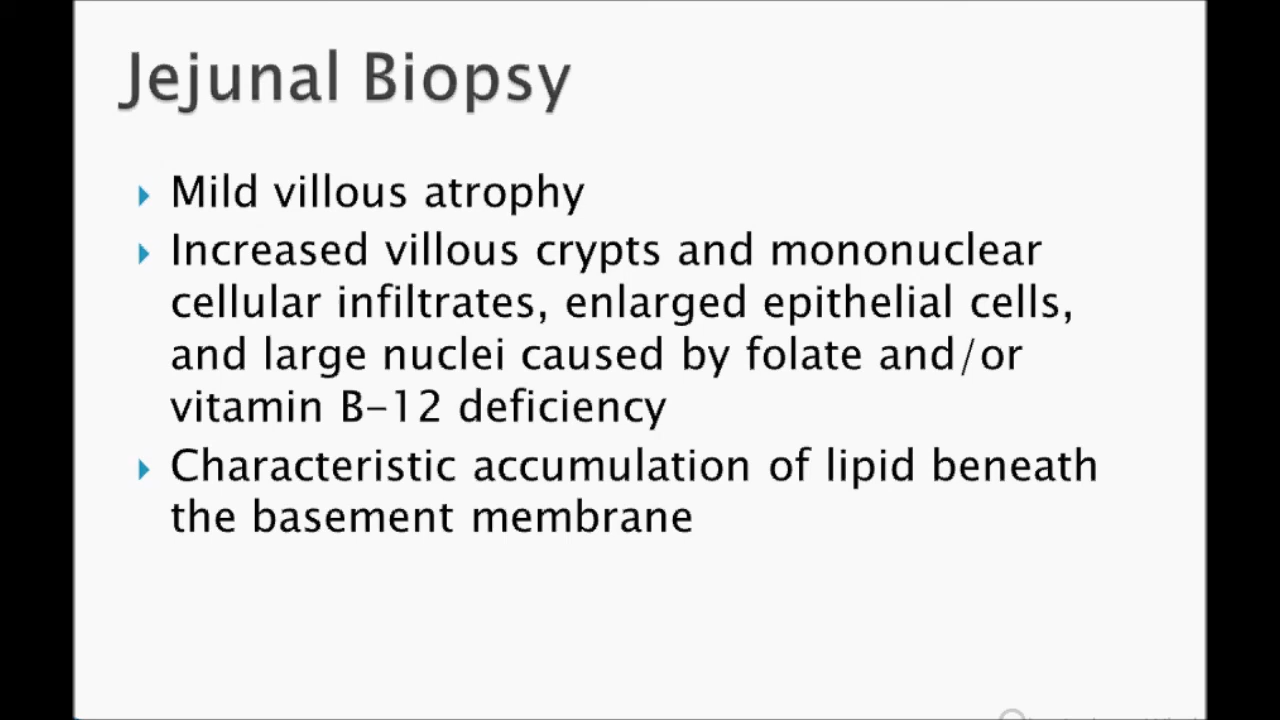 Jejunal Biopsy
Mild villous atrophy
Increased villous crypts and mononuclear
cellular infiltrates, enlarged epithelial cells,
and large nuclei caused by folate and/or
vitamin B-12 deficiency
Characteristic accumulation of lipid beneath
the basement membrane